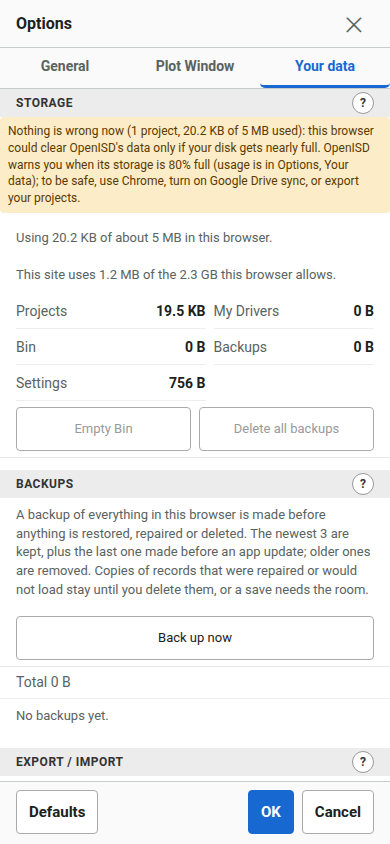 Options
General Plot Window Your data
STORAGE ?
Nothing is wrong now (1 project, 20.2 KB of 5 MB used): this browser
could clear OpenISD's data only if your disk gets nearly full. OpenISD
warns you when its storage is 80% full (usage is in Options, Your
data); to be safe, use Chrome, turn on Google Drive sync, or export
your projects.
Using 20.2 KB of about 5 MB in this browser.
This site uses 1.2 MB of the 2.3 GB this browser allows.
Projects 19.5 KB My Drivers 0 B
Bin 0 B Backups 0 B
Settings 756 B
Empty Bin Delete all backups
BACKUPS ?
A backup of everything in this browser is made before
anything is restored, repaired or deleted. The newest 3 are
kept, plus the last one made before an app update; older ones
are removed. Copies of records that were repaired or would
not load stay until you delete them, or a save needs the room.
Back up now
Total 0 B
No backups yet.
EXPORT / IMPORT ?
Defaults OK Cancel